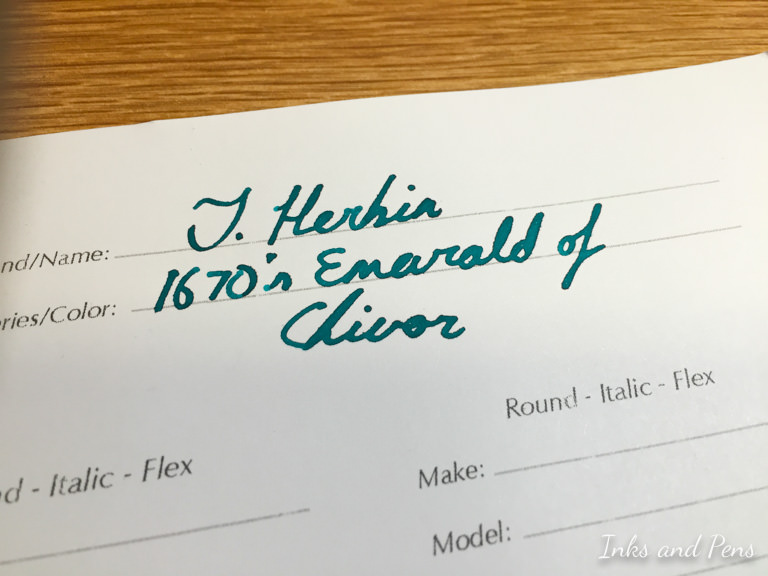 J. Herbin
nd/Name:
1670's Emerald of
ries/Color:
Chivor
Round - Italic - Flex
d - Italic - Flex
Make:
Model:
Inks and Pens